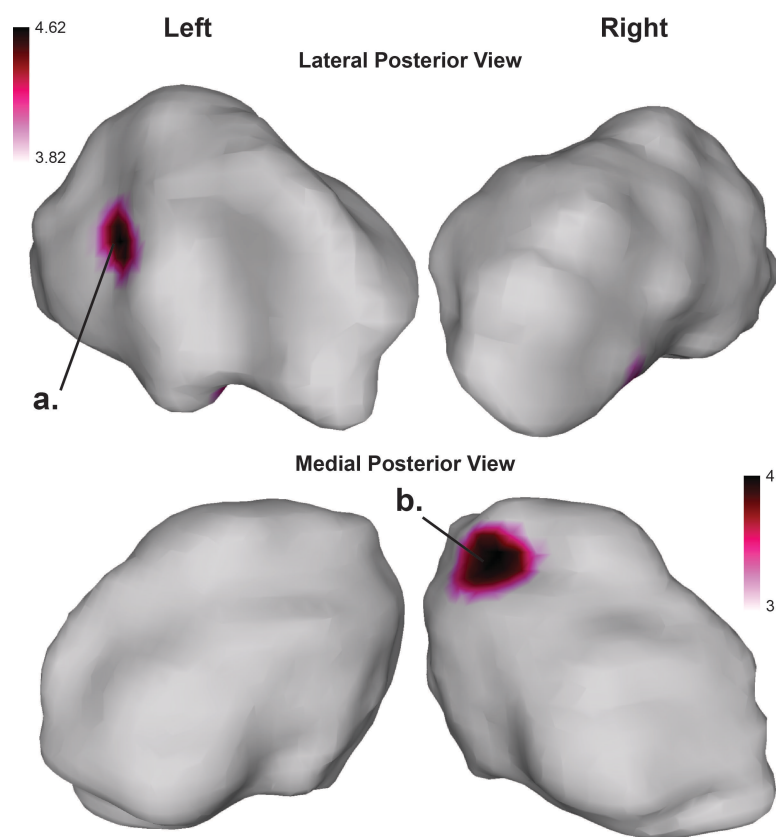 4.62
Left
Right
Lateral Posterior View
3.82
a.
Medial Posterior View
4
b.
3